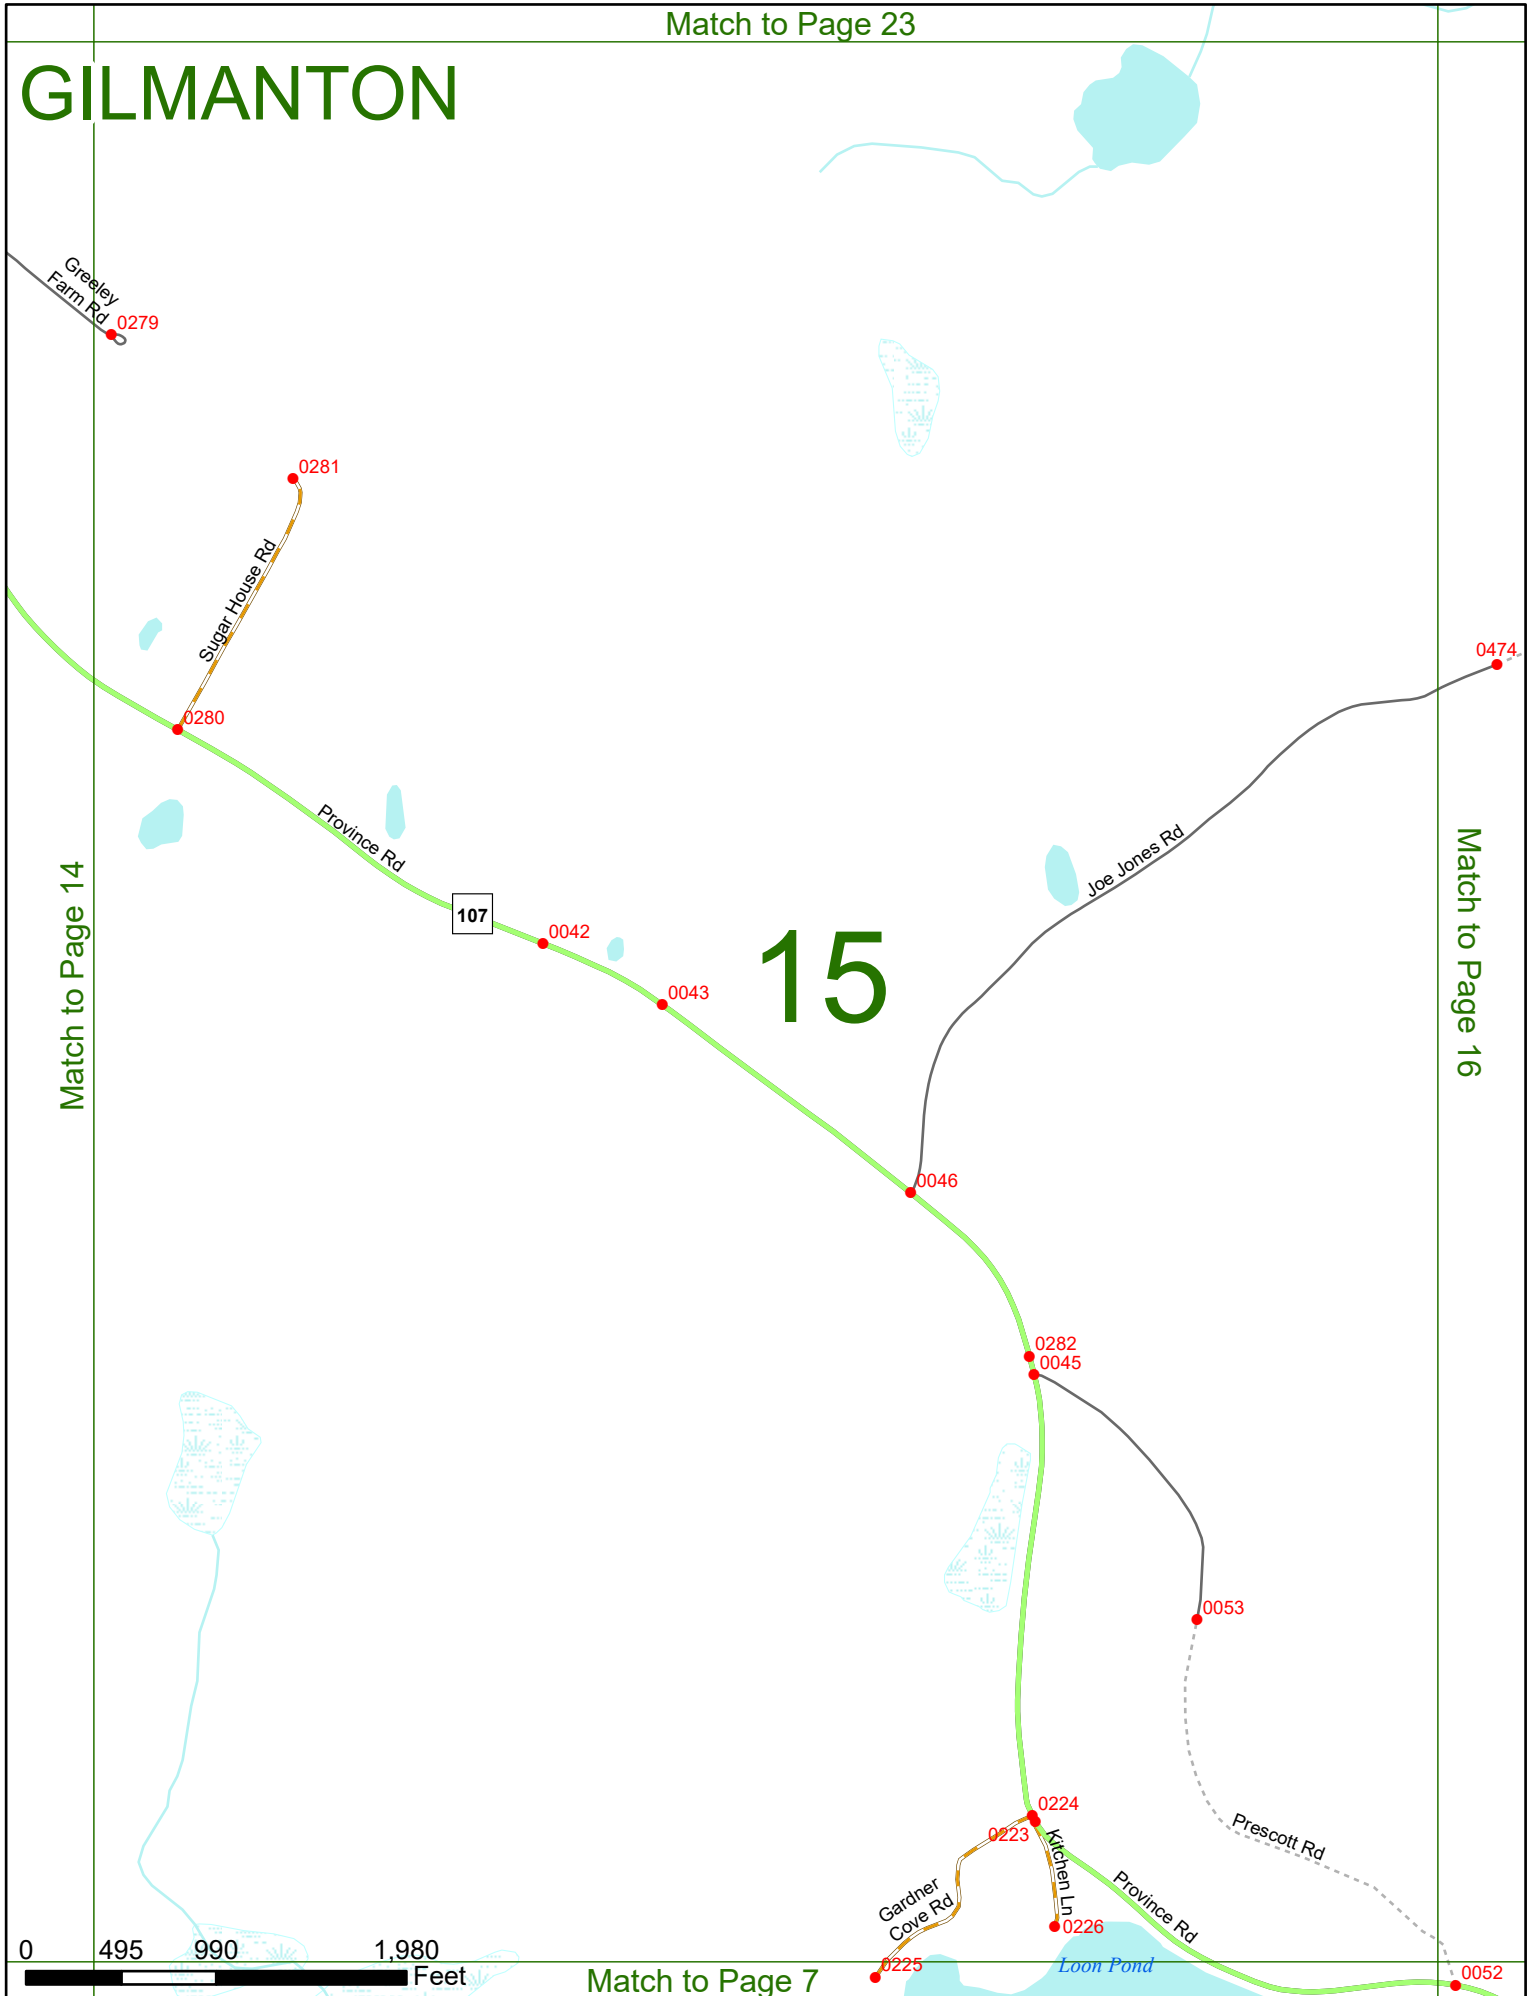 Match to Page 23
GILMANTON
Greeley
Farm Rd
0279
0281
Sugar House Rd
0474
0280
Province Rd
Joe Jones Rd
Match to Page 14
Match to Page 16
107
0042
15
0043
0046
0282
0045
0053
0224
0223
Kitchen Ln
Prescott Rd
Gardner
Cove Rd
Province Rd
0226
0 495 990 1,980
Feet
Match to Page 7
0225
Loon Pond
0052